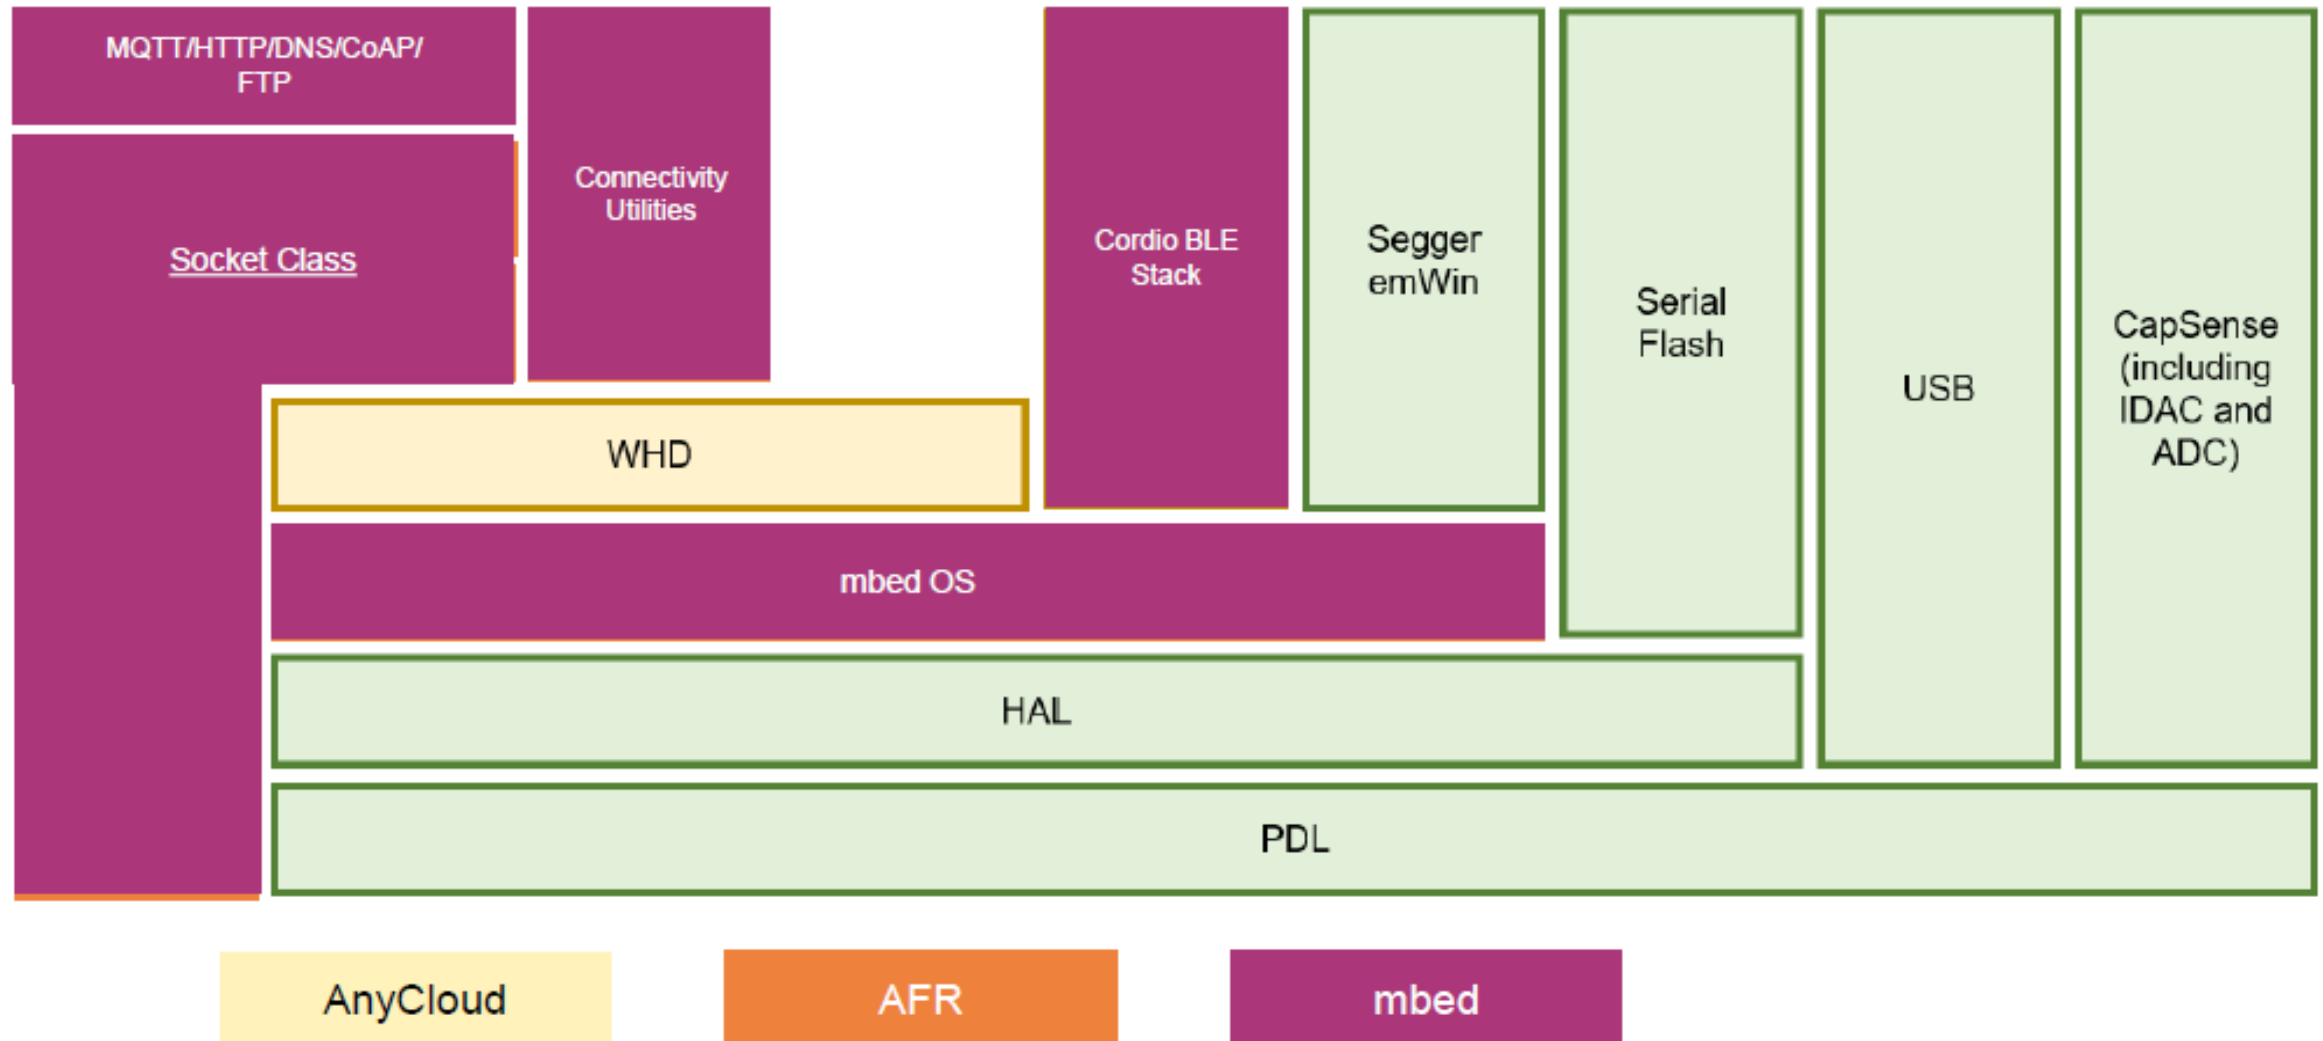 MQTT/HTTP/DNS/CoAP/
FTP
Socket Class
Connectivity
Utilities
Cordio BLE
Stack
Segger
emWin
Serial
Flash
USB
CapSense
(including
IDAC and
ADC)
WHD
mbed OS
HAL
PDL
AnyCloud
AFR
mbed